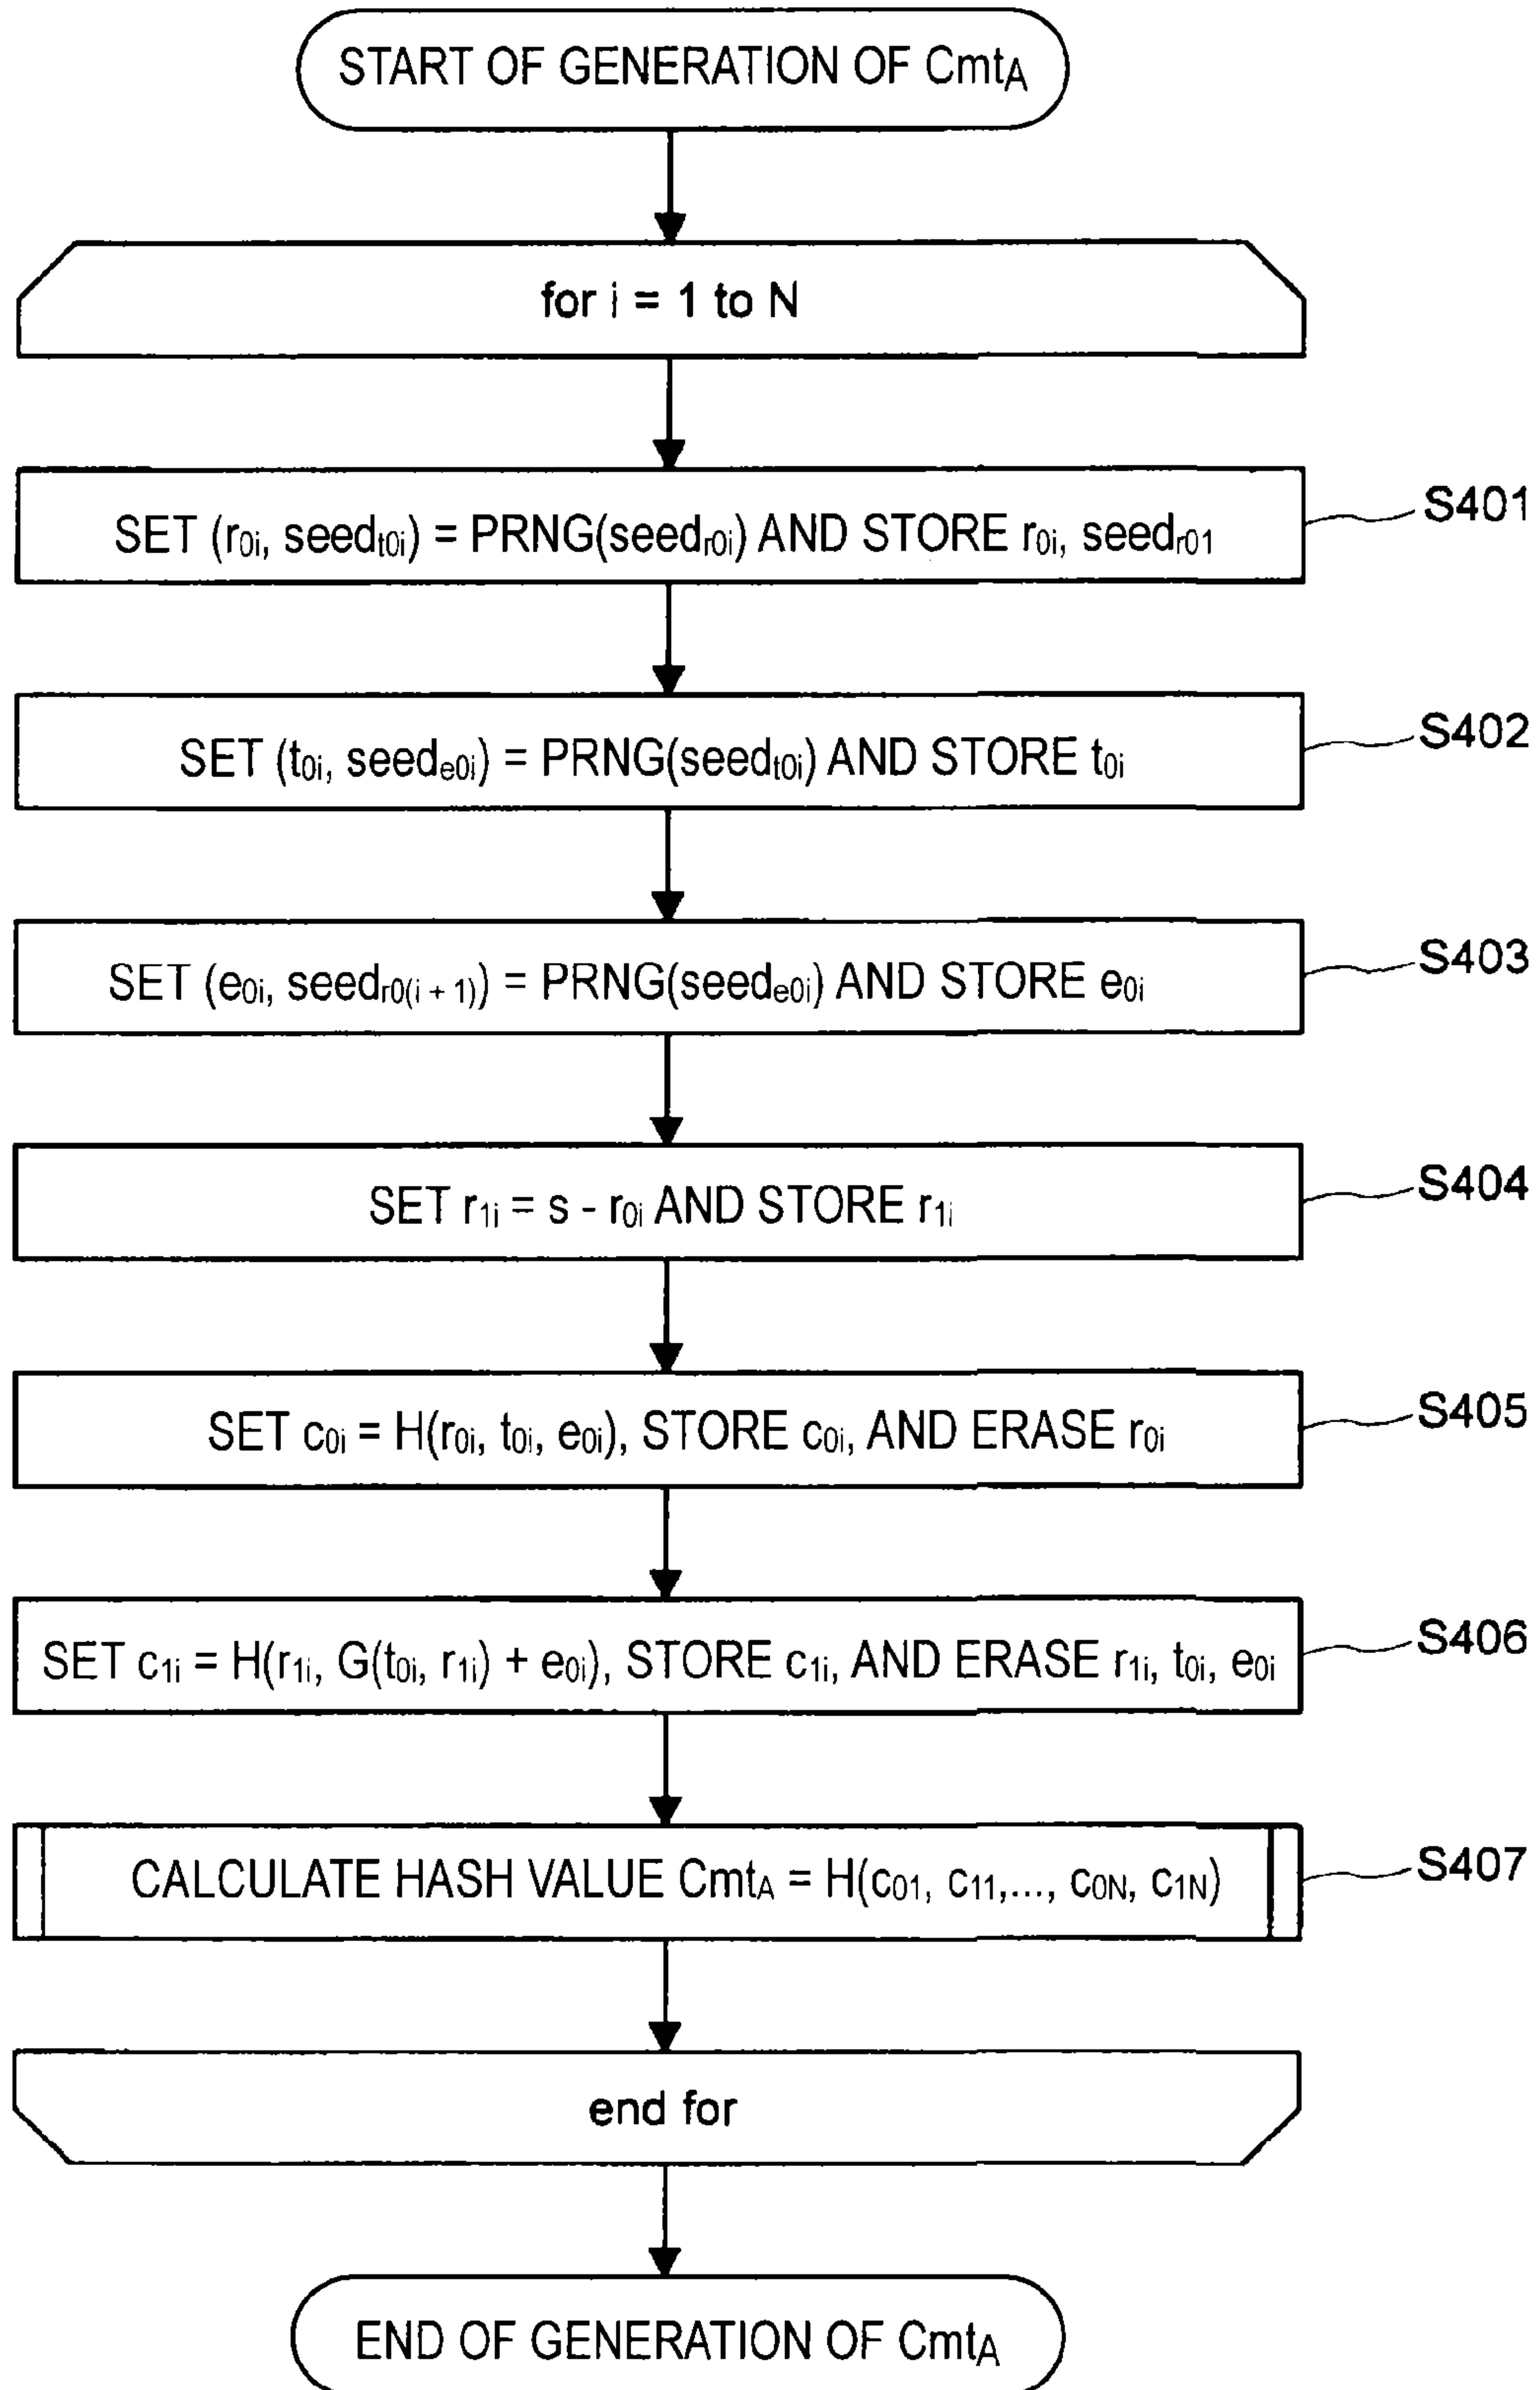 START OF GENERATION OF CmtA
for i = 1 to N
SET (r0i, seedt0i) = PRNG(seedr0i) AND STORE r0i, seedr01
S401
SET (t0i, seede0i) = PRNG(seedt0i) AND STORE t0i
S402
SET (e0i, seedr0(i + 1)) = PRNG(seede0i) AND STORE e0i
S403
SET r1i = s - r0i AND STORE r1i
S404
SET c0i = H(r0i, t0i, e0i), STORE c0i, AND ERASE r0i
S405
SET c1i = H(r1i, G(t0i, r1i) + e0i), STORE c1i, AND ERASE r1i, t0i, e0i
S406
CALCULATE HASH VALUE CmtA = H(c01, c11,..., c0N, c1N)
S407
end for
END OF GENERATION OF CmtA